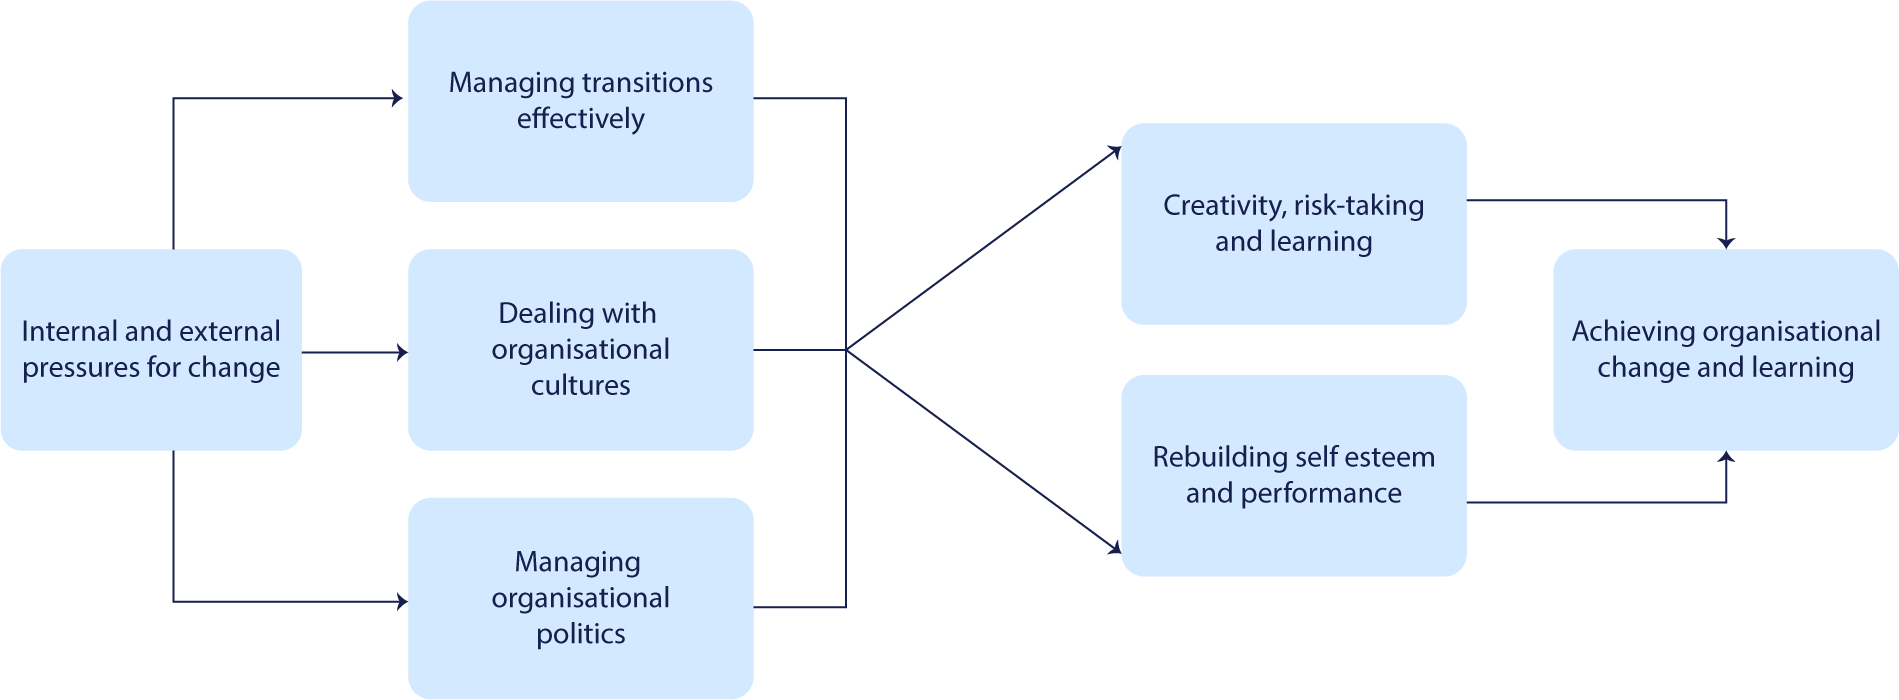 Managing transitions
effectively
Internal and external
pressures for change
Dealing with
organisational
cultures
Managing
organisational
politics
Creativity, risk-taking
and learning
Rebuilding self esteem
and performance
Achieving organisational
change and learning